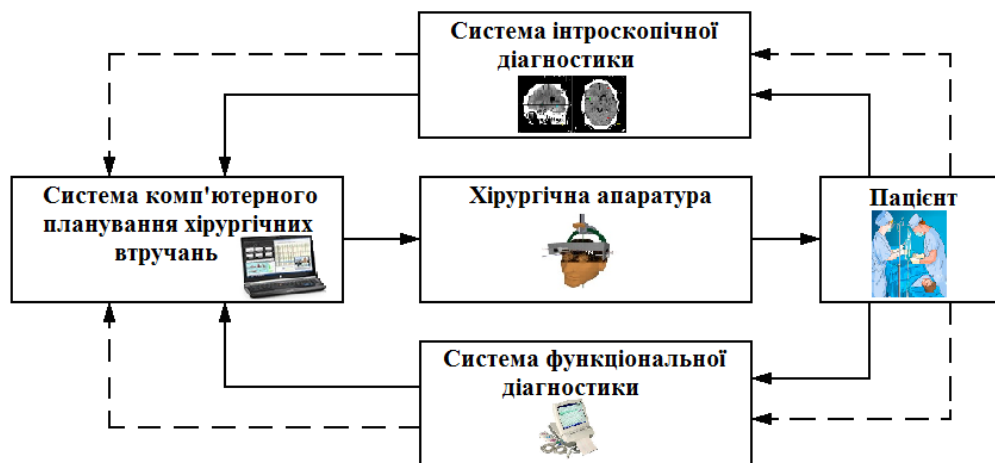 Система інтроскопічної
діагностики
Система комп'ютерного
планування хірургічних
втручань
Хірургічна апаратура
Пацієнт
Система функціональної
діагностики